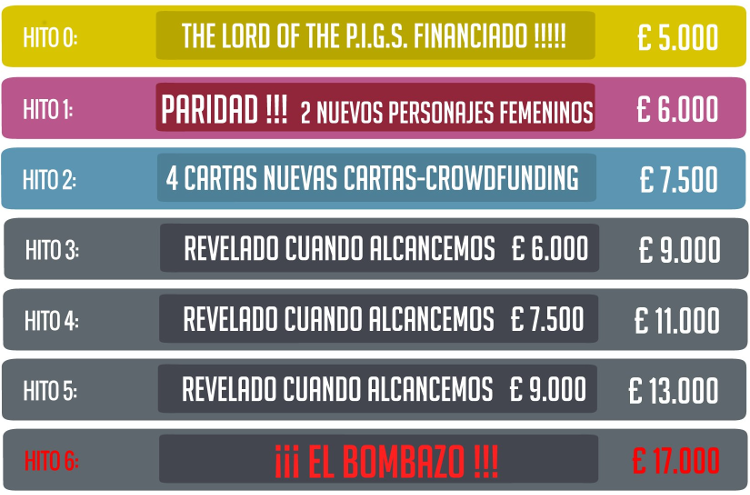 HITO 0: THE LORD OF THE P.I.G.S. FINANCIADO !!!!! £ 5.000
HITO 1: PARIDAD !!! 2 NUEVOS PERSONAJES FEMENINOS £ 6.000
HITO 2: 4 CARTAS NUEVAS CARTAS-CROWDFUNDING £ 7.500
HITO 3: REVELADO CUANDO ALCANCEMOS £ 6.000 £ 9.000
HITO 4: REVELADO CUANDO ALCANCEMOS £ 7.500 £ 11.000
HITO 5: REVELADO CUANDO ALCANCEMOS £ 9.000 £ 13.000
HITO 6: ¡¡¡ EL BOMBAZO !!! £ 17.000